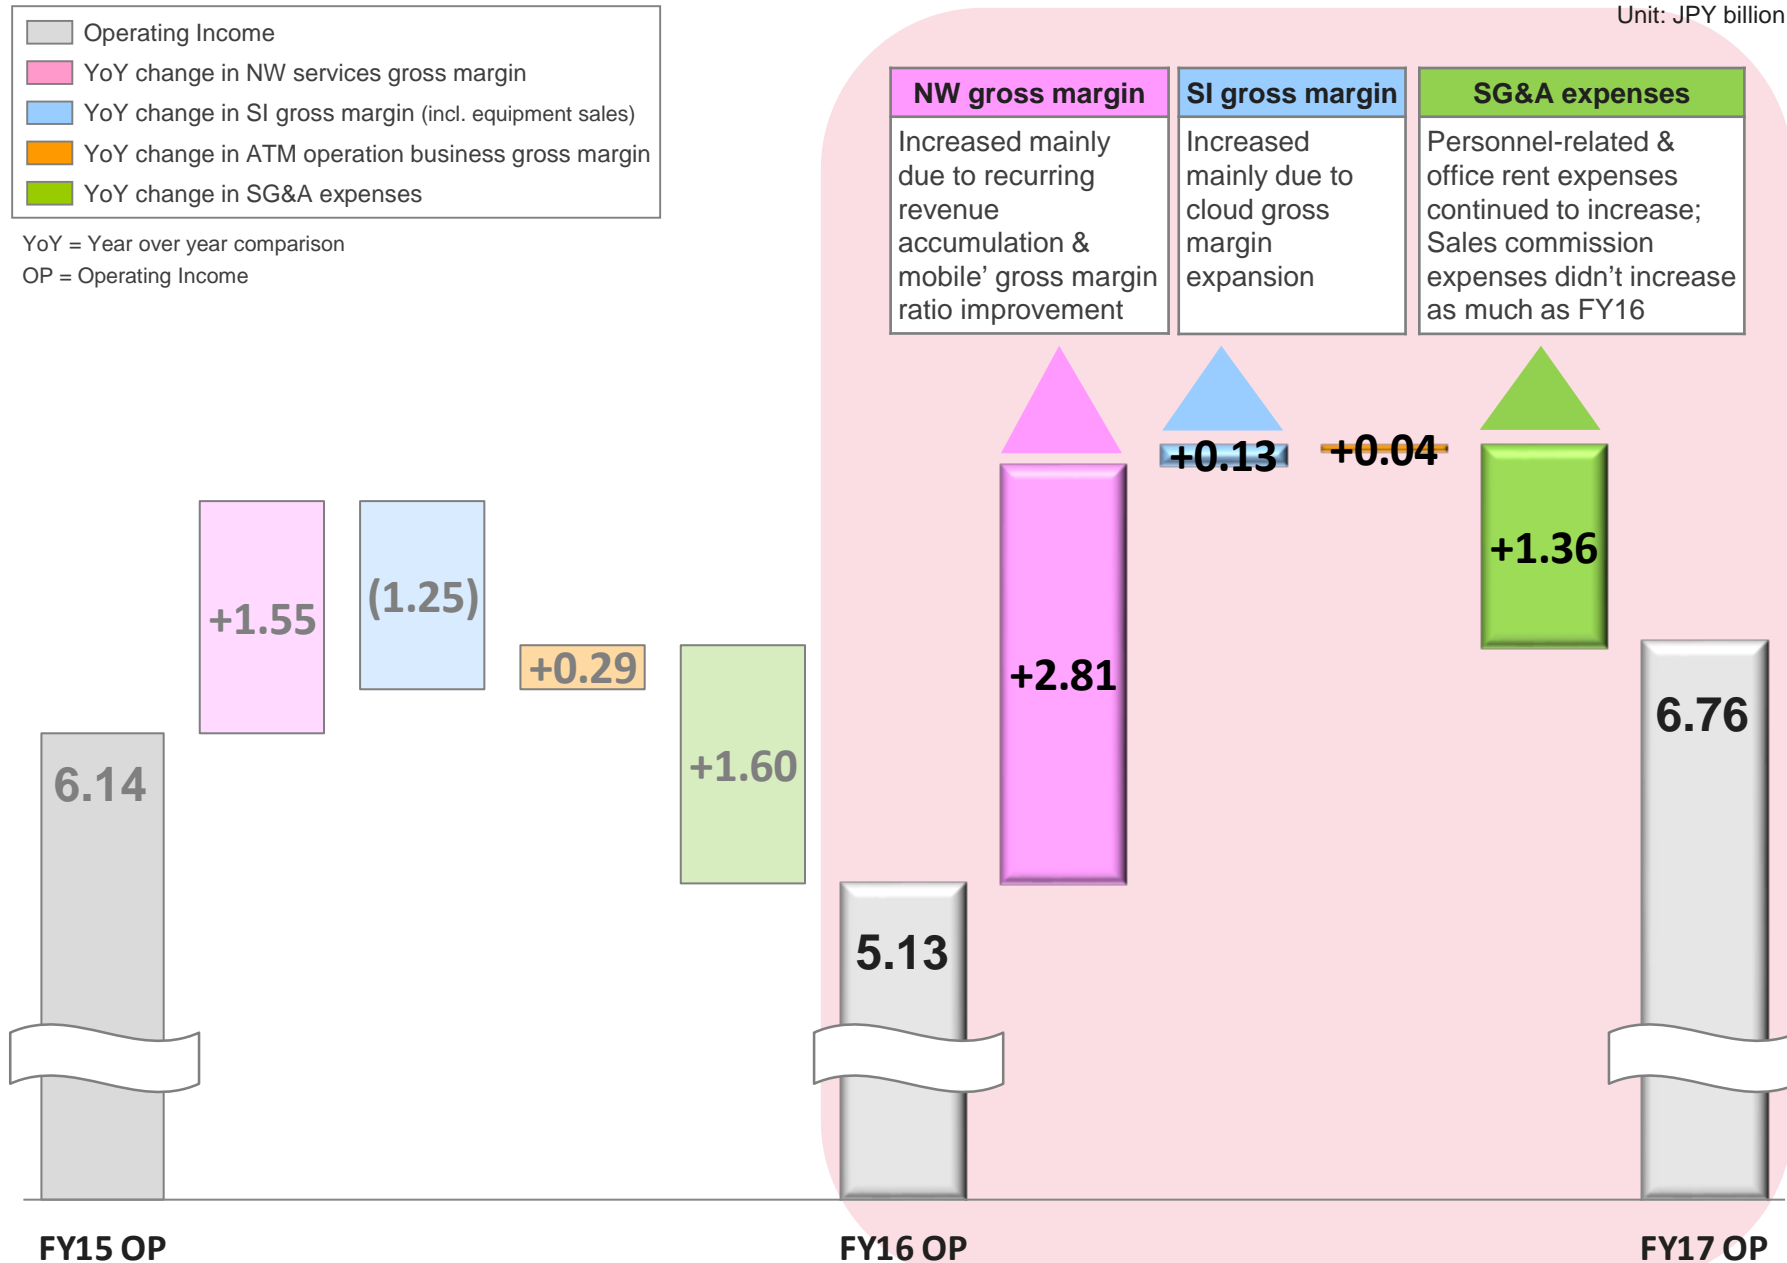 Unit: JPY billion
Operating Income
YoY change in NW services gross margin
YoY change in SI gross margin (incl. equipment sales)
YoY change in ATM operation business gross margin
YoY change in SG&A expenses
YoY = Year over year comparison
OP = Operating Income
NW gross margin
Increased mainly
due to recurring
revenue
accumulation &
mobile’ gross margin
ratio improvement
SI gross margin
Increased
mainly due to
cloud gross
margin
expansion
SG&A expenses
Personnel-related &
office rent expenses
continued to increase;
Sales commission
expenses didn’t increase
as much as FY16
6.14
+1.55
(1.25)
+0.29
+1.60
5.13
+2.81
+0.13
+0.04
+1.36
6.76
FY15 OP
FY16 OP
FY17 OP